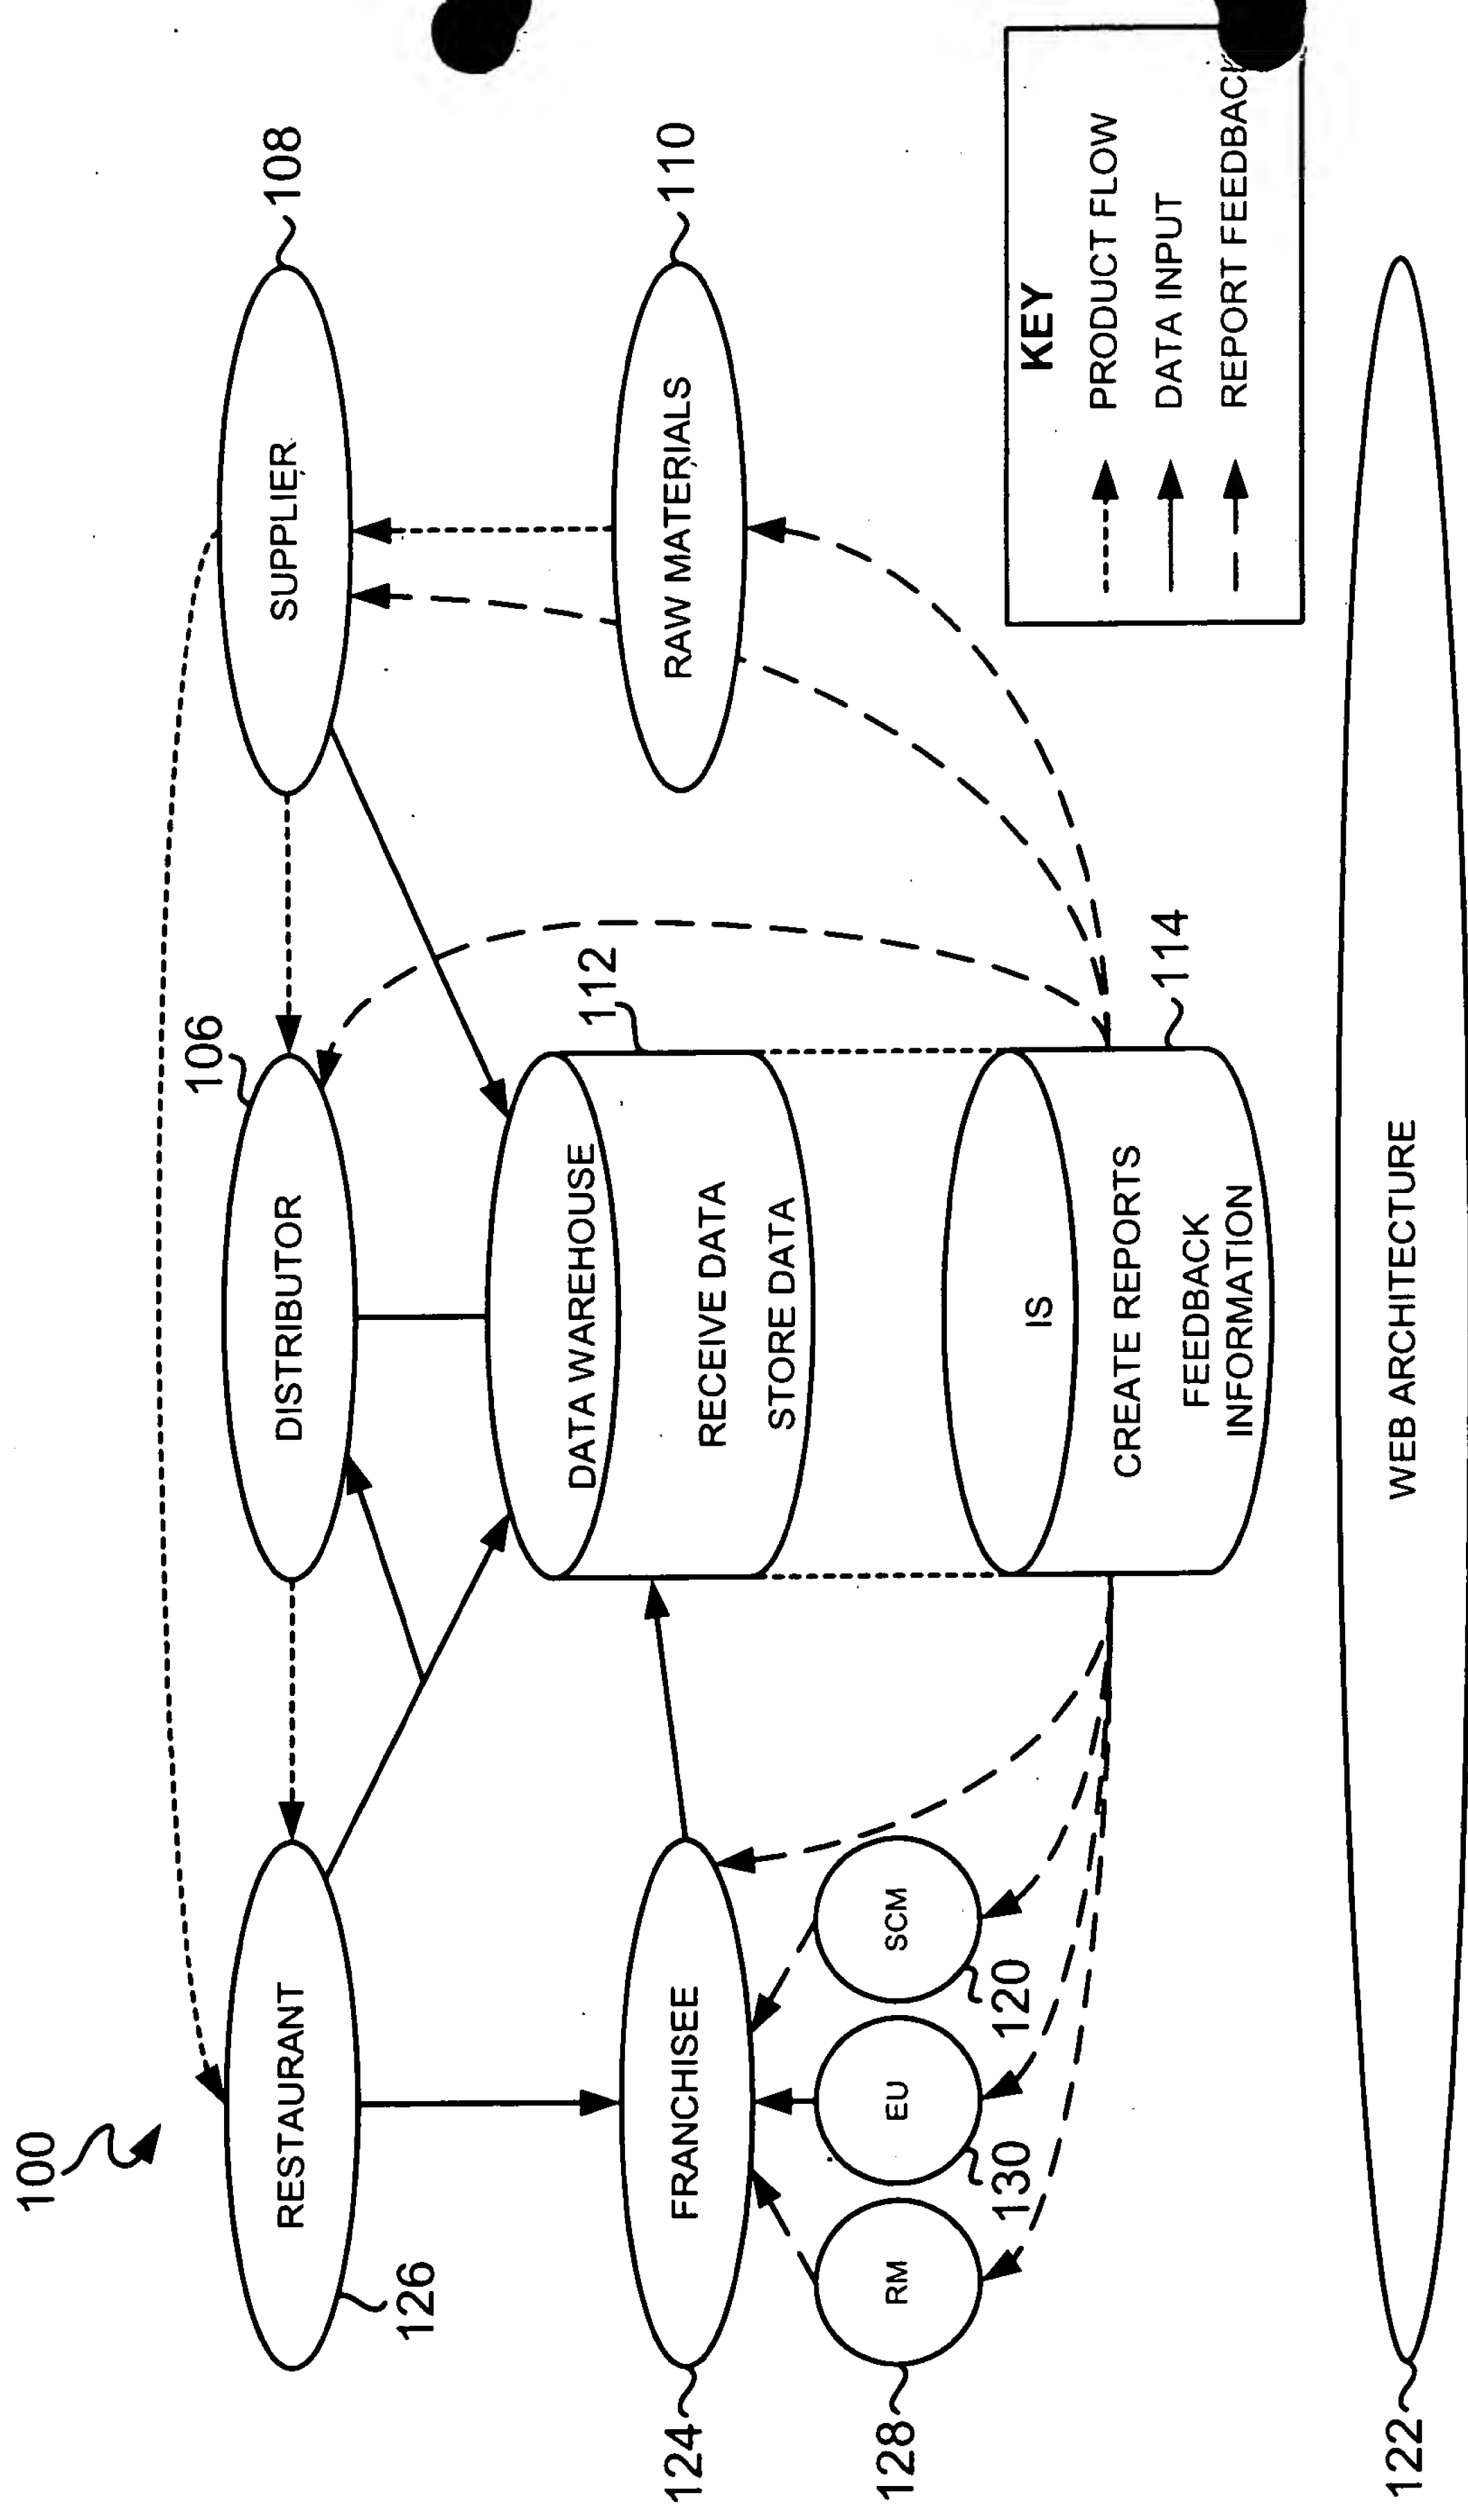 100
126
RESTAURANT
106
DISTRIBUTOR
108
SUPPLIER
124
FRANCHISEE
DATA WAREHOUSE
112
RECEIVE DATA
STORE DATA
110
RAW MATERIALS
128
RM
130
EU
120
SCM
IS
114
CREATE REPORTS
FEEDBACK
INFORMATION
KEY
PRODUCT FLOW
DATA INPUT
REPORT FEEDBACK
122
WEB ARCHITECTURE